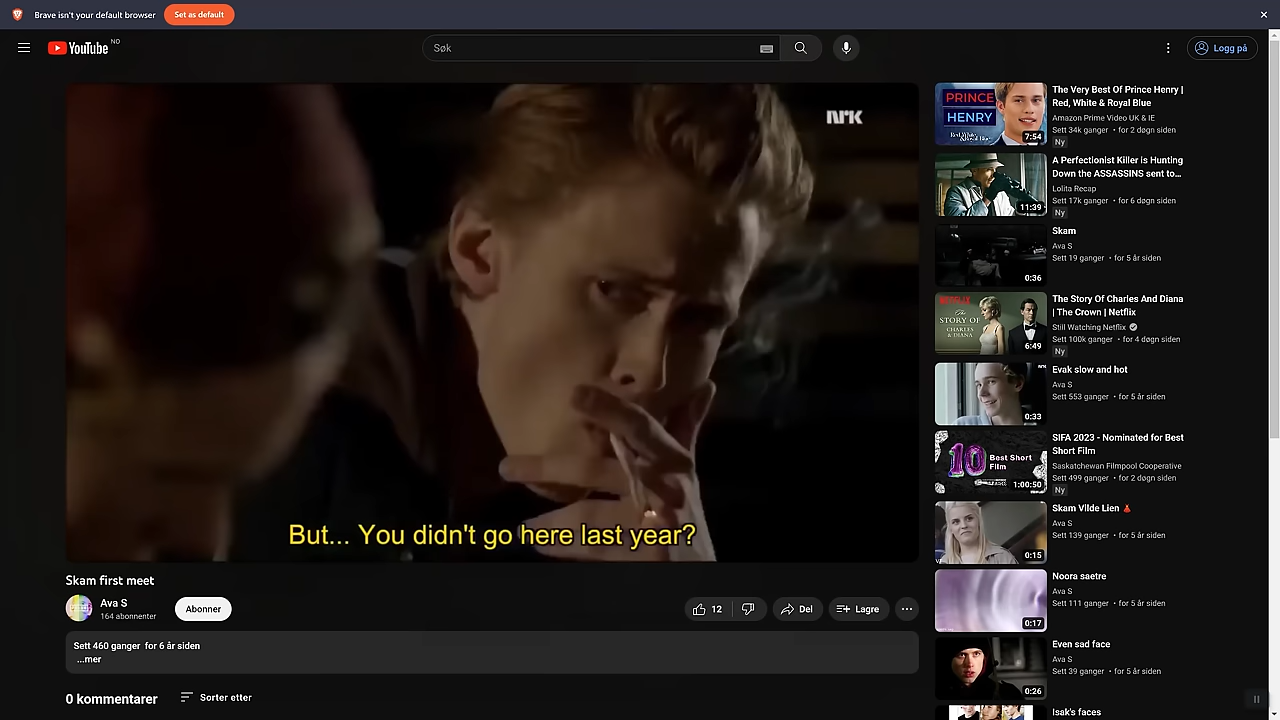 Brave isn't your default browser
Set as default
YouTube NO
Søk
Logg på
NRK
But... You didn't go here last year?
Skam first meet
Ava S
164 abonnenter
Abonner
12
Del
Lagre
Sett 460 ganger for 6 år siden
...mer
0 kommentarer
Sorter etter
PRINCE
HENRY
Red, White & Royal Blue
7:54
The Very Best Of Prince Henry |
Red, White & Royal Blue
Amazon Prime Video UK & IE
Sett 34k ganger • for 2 døgn siden
Ny
11:39
A Perfectionist Killer is Hunting
Down the ASSASSINS sent to...
Lolita Recap
Sett 17k ganger • for 6 døgn siden
Ny
0:36
Skam
Ava S
Sett 19 ganger • for 5 år siden
NETFLIX
The
STORY OF
CHARLES &
DIANA
6:49
The Story Of Charles And Diana
| The Crown | Netflix
Still Watching Netflix
Sett 100k ganger • for 4 døgn siden
Ny
0:33
Evak slow and hot
Ava S
Sett 553 ganger • for 5 år siden
10
Best Short
Film
1:00:50
SIFA 2023 - Nominated for Best
Short Film
Saskatchewan Filmpool Cooperative
Sett 499 ganger • for 2 døgn siden
Ny
0:15
Skam Vilde Lien
Ava S
Sett 139 ganger • for 5 år siden
0:17
Noora saetre
Ava S
Sett 111 ganger • for 5 år siden
0:26
Even sad face
Ava S
Sett 39 ganger • for 5 år siden
Isak's faces